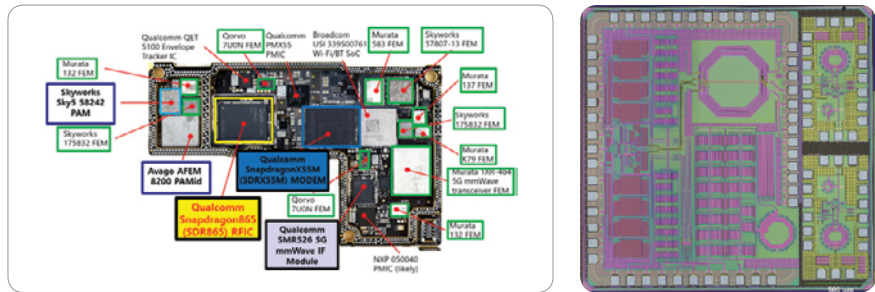 Qualcomm QET
5100 Envelope
Tracker IC
Qorvo
7U0N FEM
Qualcomm
PMX55
PMIC
Broadcom
USI 339S00761
Wi-Fi/BT SoC
Murata
583 FEM
Skyworks
57807-13 FEM
Murata
132 FEM
Skyworks
Sky5 58242
PAM
Skyworks
175832 FEM
Avago AFEM
8200 PAMid
Qualcomm
Snapdragon865
(SDR865) RFIC
Qualcomm
SnapdragonX55M
(SDRX55M) MODEM
Qorvo
7U0N FEM
Qualcomm
SMR526 5G
mmWave IF
Module
NXP 050040
PMIC (likely)
Murata
137 FEM
Skyworks
175832 FEM
Murata
K79 FEM
Murata 1XR-484
5G mmWave
transceiver FEM
Murata
132 FEM